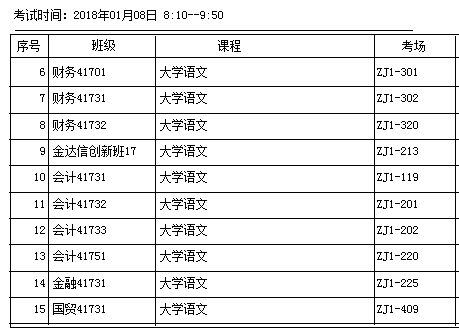 考试时间：2018年01月08日 8:10--9:50
序号 班级 课程 考场
6 财务41701 大学语文 ZJ1-301
7 财务41731 大学语文 ZJ1-302
8 财务41732 大学语文 ZJ1-320
9 金达信创新班17 大学语文 ZJ1-213
10 会计41731 大学语文 ZJ1-119
11 会计41732 大学语文 ZJ1-201
12 会计41733 大学语文 ZJ1-202
13 会计41751 大学语文 ZJ1-220
14 金融41731 大学语文 ZJ1-225
15 国贸41731 大学语文 ZJ1-409